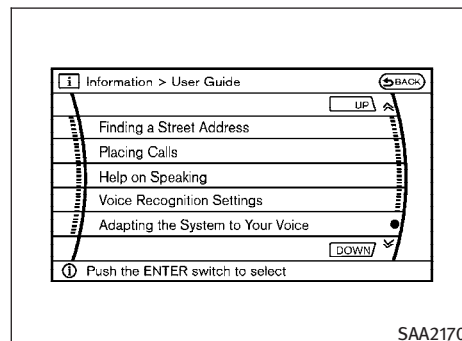 i Information > User Guide BACK
UP
Finding a Street Address
Placing Calls
Help on Speaking
Voice Recognition Settings
Adapting the System to Your Voice
DOWN
i Push the ENTER switch to select
SAA2170